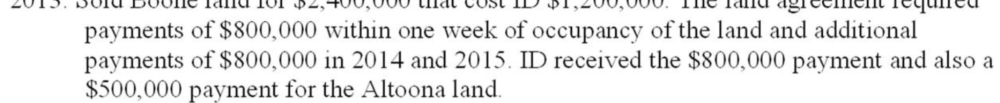 2013: Sold Boone land for $2,400,000 that cost ID $1,200,000. The land agreement required
payments of $800,000 within one week of occupancy of the land and additional
payments of $800,000 in 2014 and 2015. ID received the $800,000 payment and also a
$500,000 payment for the Altoona land.